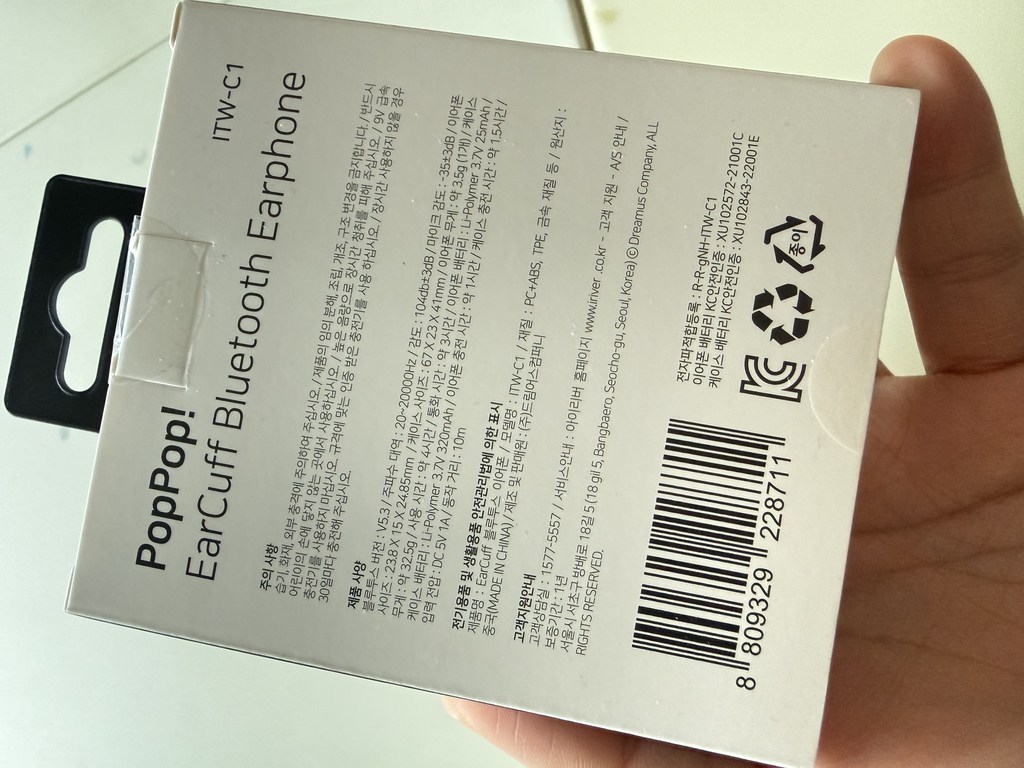 PopPop!
EarCuff Bluetooth Earphone
ITW-C1
주의 사항
습기, 화재, 외부 충격에 주의하여 주십시오. / 제품의 임의 분해, 조립, 개조, 구조 변경을 금지합니다. / 반드시
어린이의 손에 닿지 않는 곳에서 사용하십시오. / 높은 음량으로 장시간 청취를 피해 주십시오. / 9V 급속
충전기를 사용하지 마십시오. 규격에 맞는 인증 받은 충전기를 사용 하십시오. / 장시간 사용하지 않을 경우
30일마다 충전해 주십시오.
제품 사양
블루투스 버전 : V5.3 / 주파수 대역 : 20~20000Hz / 감도 : 104db±3dB / 마이크 감도 : -35±3dB / 이어폰
사이즈 : 23.8 X 15 X 24.85mm / 케이스 사이즈 : 67 X 23 X 41mm / 이어폰 무게 : 약 3.5g (1개) / 케이스
무게 : 약 32.5g / 사용 시간 : 약 4시간 / 통화 시간 : 약 3시간 / 이어폰 배터리 : Li-Polymer 3.7V 25mAh /
케이스 배터리 : Li-Polymer 3.7V 320mAh / 이어폰 충전 시간 : 약 1시간 / 케이스 충전 시간 : 약 1.5시간 /
입력 전압 : DC 5V 1A / 동작 거리 : 10m
전기용품 및 생활용품 안전관리법에 의한 표시
제품명 : EarCuff 블루투스 이어폰 / 모델명 : ITW-C1 / 재질 : PC+ABS, TPE, 금속 재질 등 / 원산지 :
중국(MADE IN CHINA) / 제조 및 판매원 : (주)드림어스컴퍼니
고객지원안내
고객상담실 : 1577-5557 / 서비스안내 : 아이리버 홈페이지 www.iriver.co.kr - 고객 지원 - A/S 안내 /
보증기간 : 1년
서울시 서초구 방배로 18길 5 (18 gil 5, Bangbaero, Seocho-gu, Seoul, Korea) ⓒ Dreamus Company, ALL
RIGHTS RESERVED.
8 809329 228711
전자파적합등록 : R-R-gNH-ITW-C1
이어폰 배터리 KC안전인증 : XU102572-21001C
케이스 배터리 KC안전인증 : XU102843-22001E
종이